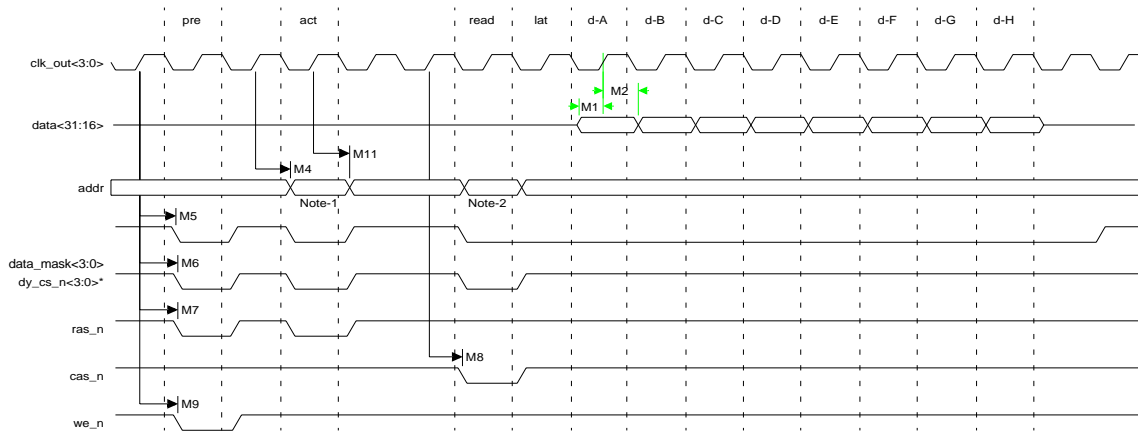 pre act read lat d-A d-B d-C d-D d-E d-F d-G d-H
clk_out<3:0>
M2
M1
data<31:16>
M11
M4
addr
Note-1 Note-2
M5
data_mask<3:0>
M6
dy_cs_n<3:0>*
M7
ras_n
M8
cas_n
M9
we_n